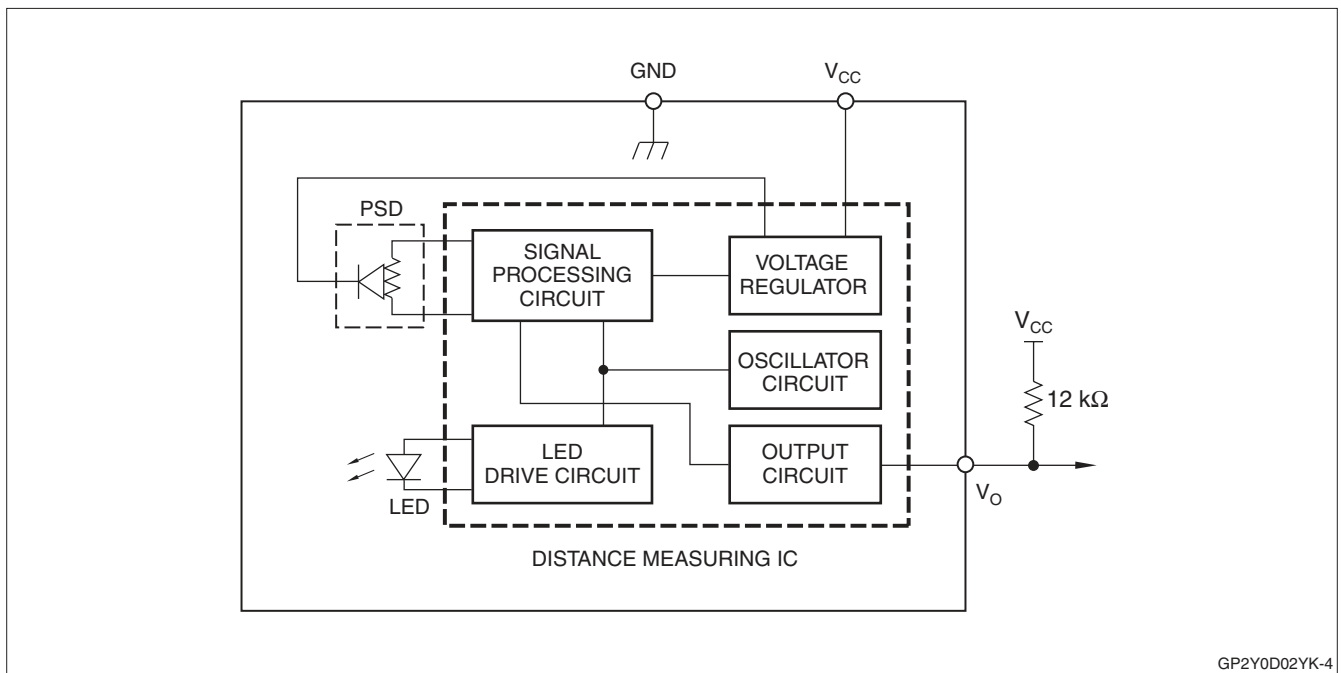 GND
V_CC
PSD
SIGNAL
PROCESSING
CIRCUIT
VOLTAGE
REGULATOR
OSCILLATOR
CIRCUIT
V_CC
12 kΩ
LED
DRIVE CIRCUIT
OUTPUT
CIRCUIT
LED
V_O
DISTANCE MEASURING IC
GP2Y0D02YK-4